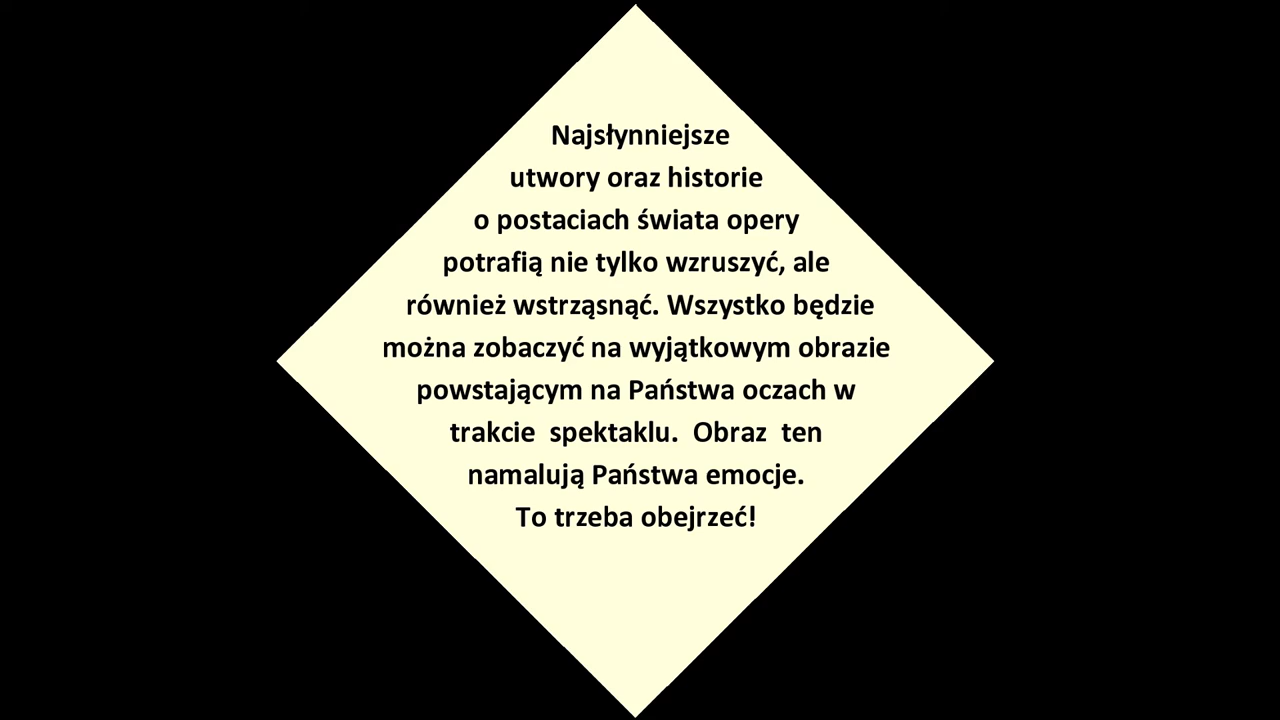 Najsłynniejsze
utwory oraz historie
o postaciach świata opery
potrafią nie tylko wzruszyć, ale
również wstrząsnąć. Wszystko będzie
można zobaczyć na wyjątkowym obrazie
powstającym na Państwa oczach w
trakcie spektaklu. Obraz ten
namalują Państwa emocje.
To trzeba obejrzeć!